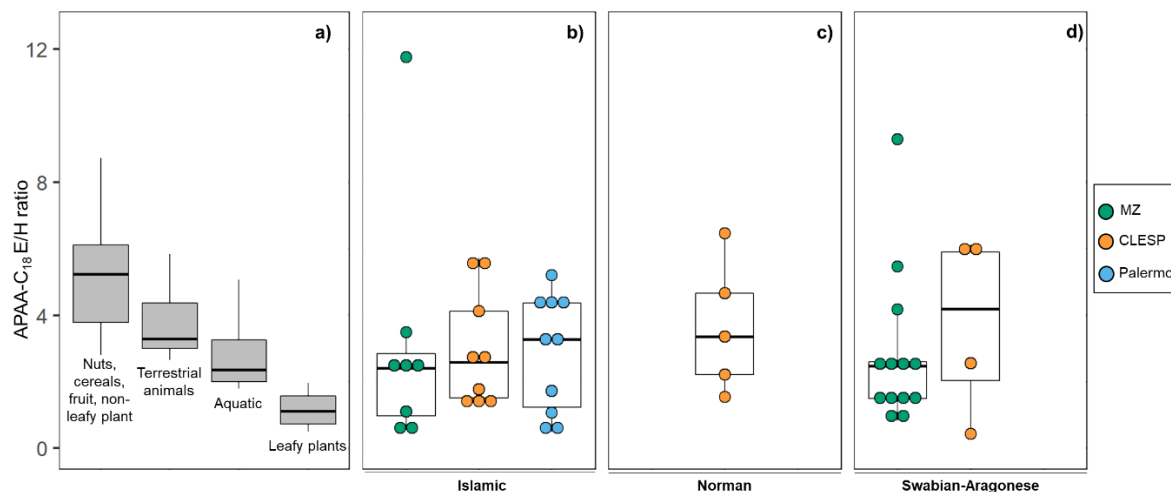 a)
b)
c)
d)
12
8
4
0
APAA-C₁₈ E/H ratio
Nuts,
cereals,
fruit, non-
leafy plant
Terrestrial
animals
Aquatic
Leafy plants
MZ
CLESP
Palermo
Islamic
Norman
Swabian-Aragonese